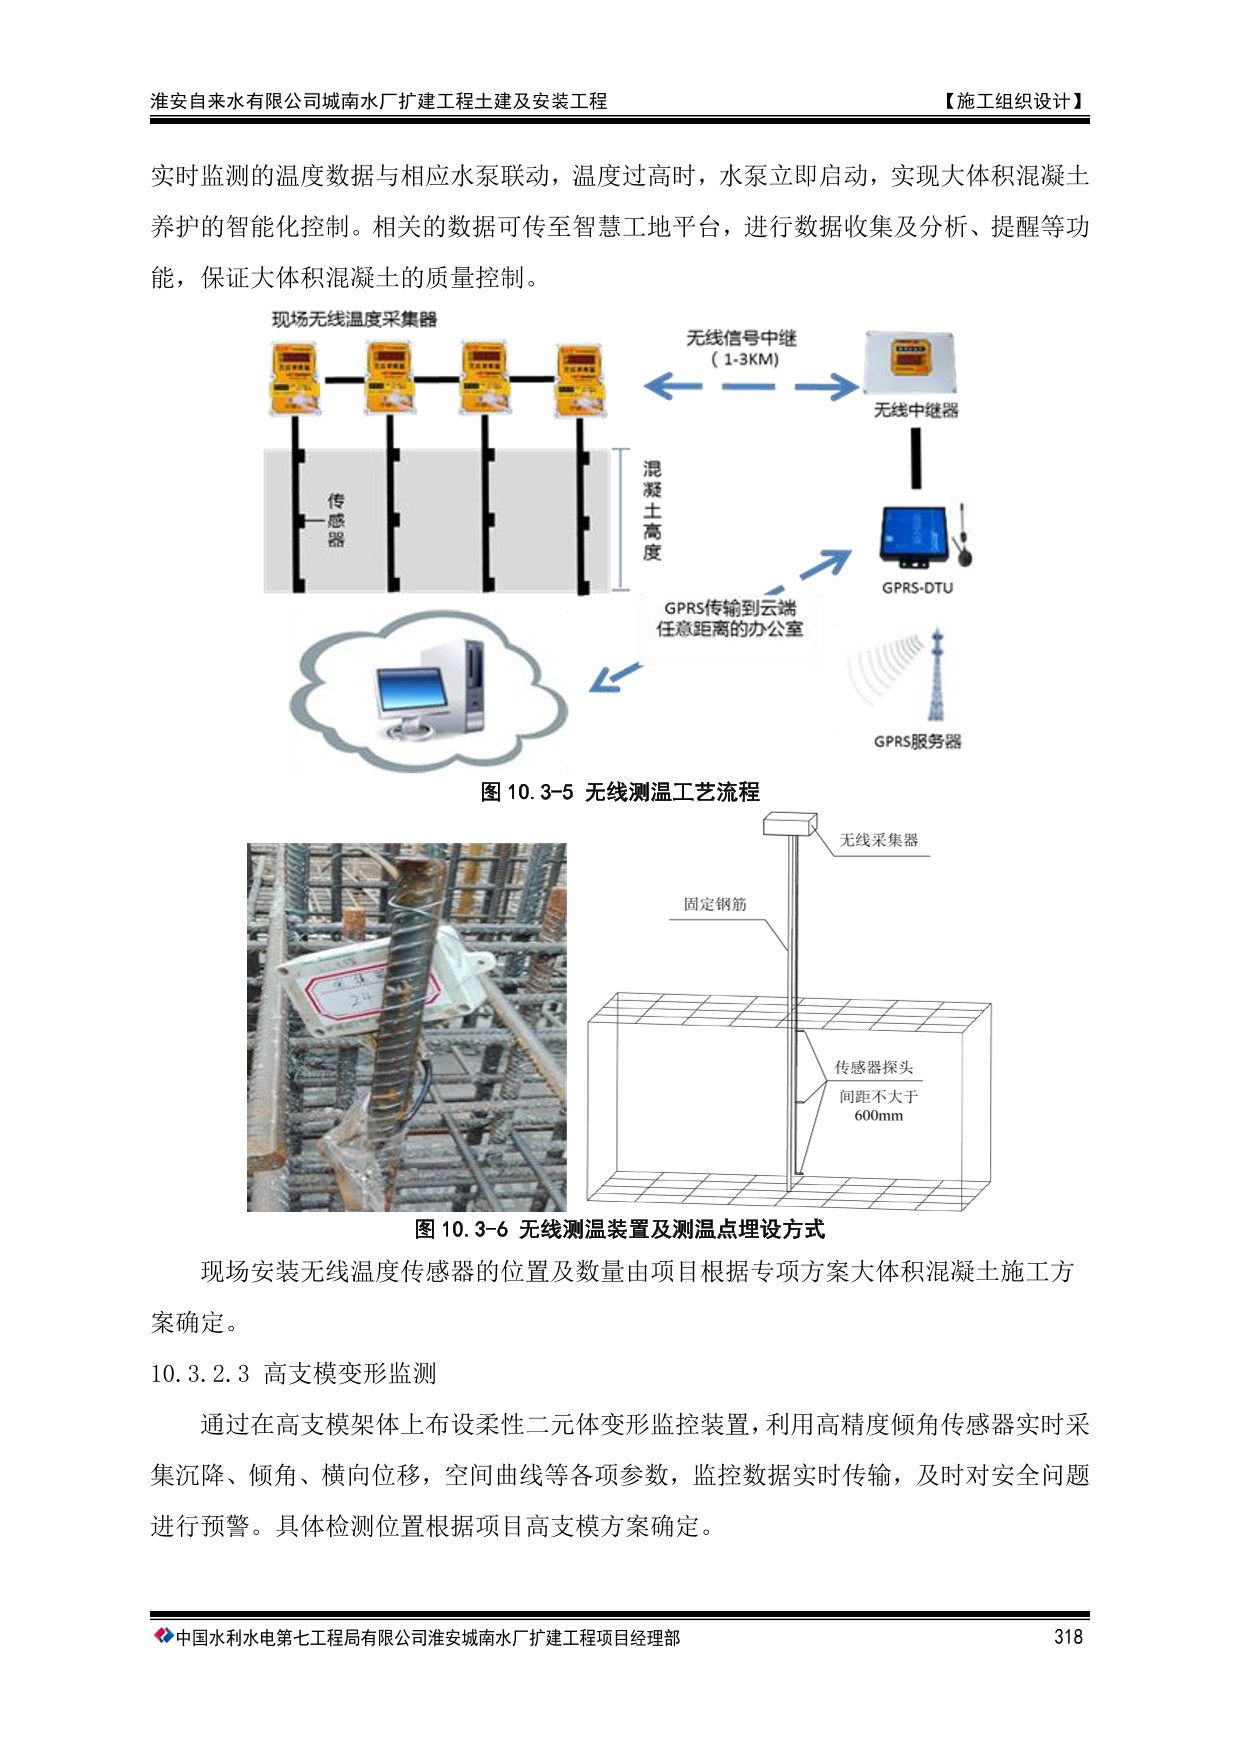 淮安自来水有限公司城南水厂扩建工程土建及安装工程
【施工组织设计】
实时监测的温度数据与相应水泵联动，温度过高时，水泵立即启动，实现大体积混凝土
养护的智能化控制。相关的数据可传至智慧工地平台，进行数据收集及分析、提醒等功
能，保证大体积混凝土的质量控制。
现场无线温度采集器
无线信号中继
（1-3KM)
无线中继器
传感器
混凝土高度
GPRS-DTU
GPRS传输到云端
任意距离的办公室
GPRS服务器
图 10.3-5 无线测温工艺流程
无线采集器
固定钢筋
24
传感器探头
间距不大于
600mm
图 10.3-6 无线测温装置及测温点埋设方式
现场安装无线温度传感器的位置及数量由项目根据专项方案大体积混凝土施工方
案确定。
10.3.2.3 高支模变形监测
通过在高支模架体上布设柔性二元体变形监控装置,利用高精度倾角传感器实时采
集沉降、倾角、横向位移，空间曲线等各项参数，监控数据实时传输，及时对安全问题
进行预警。具体检测位置根据项目高支模方案确定。
中国水利水电第七工程局有限公司淮安城南水厂扩建工程项目经理部
318